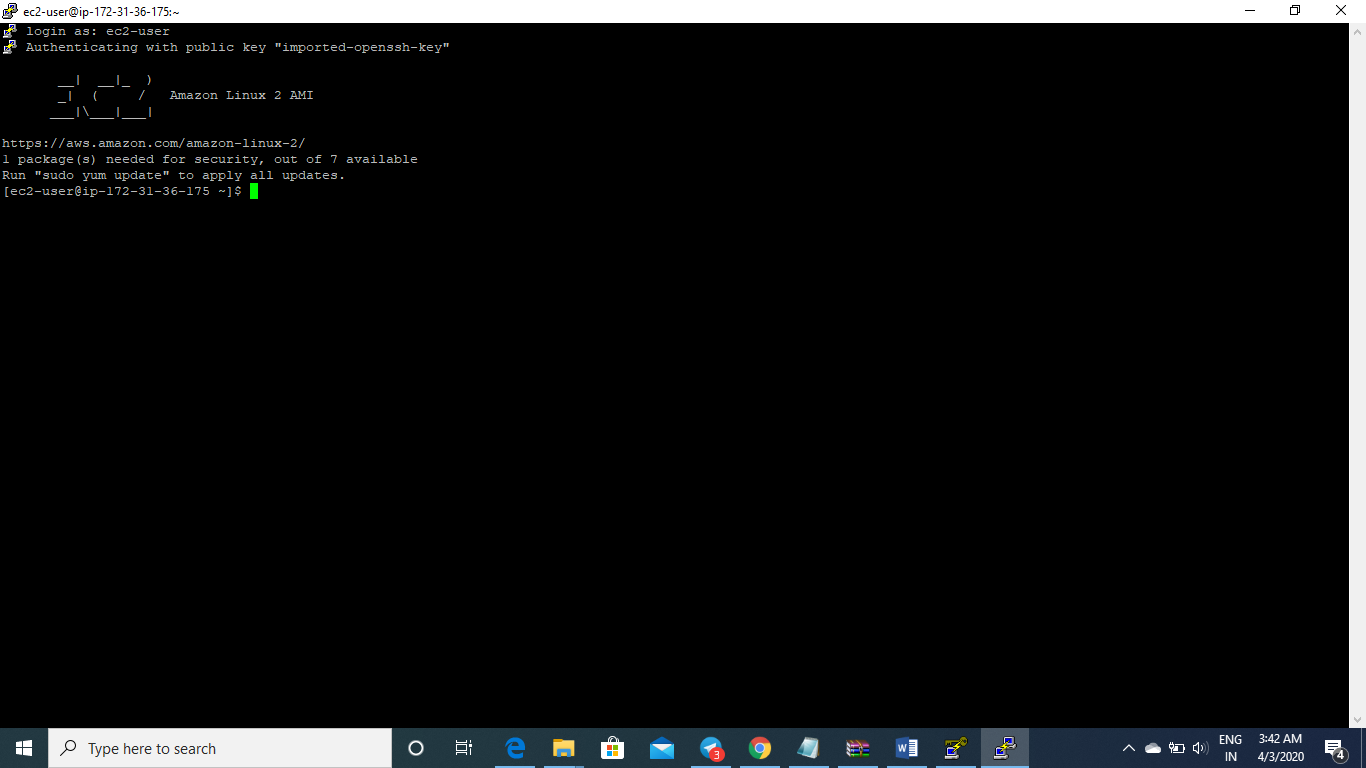 ec2-user@ip-172-31-36-175:~
login as: ec2-user
Authenticating with public key "imported-openssh-key"
       __|  __|_  )
       _|  (     /   Amazon Linux 2 AMI
      ___|\___|___|
https://aws.amazon.com/amazon-linux-2/
1 package(s) needed for security, out of 7 available
Run "sudo yum update" to apply all updates.
[ec2-user@ip-172-31-36-175 ~]$
Type here to search
3
ENG
IN
3:42 AM
4/3/2020
4